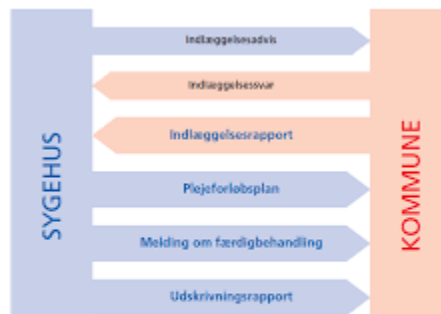 SYGEHUS
Indlæggelsesadvis
Indlæggelsessvar
Indlæggelsesrapport
Plejeforløbsplan
Melding om færdigbehandling
Udskrivningsrapport
KOMMUNE